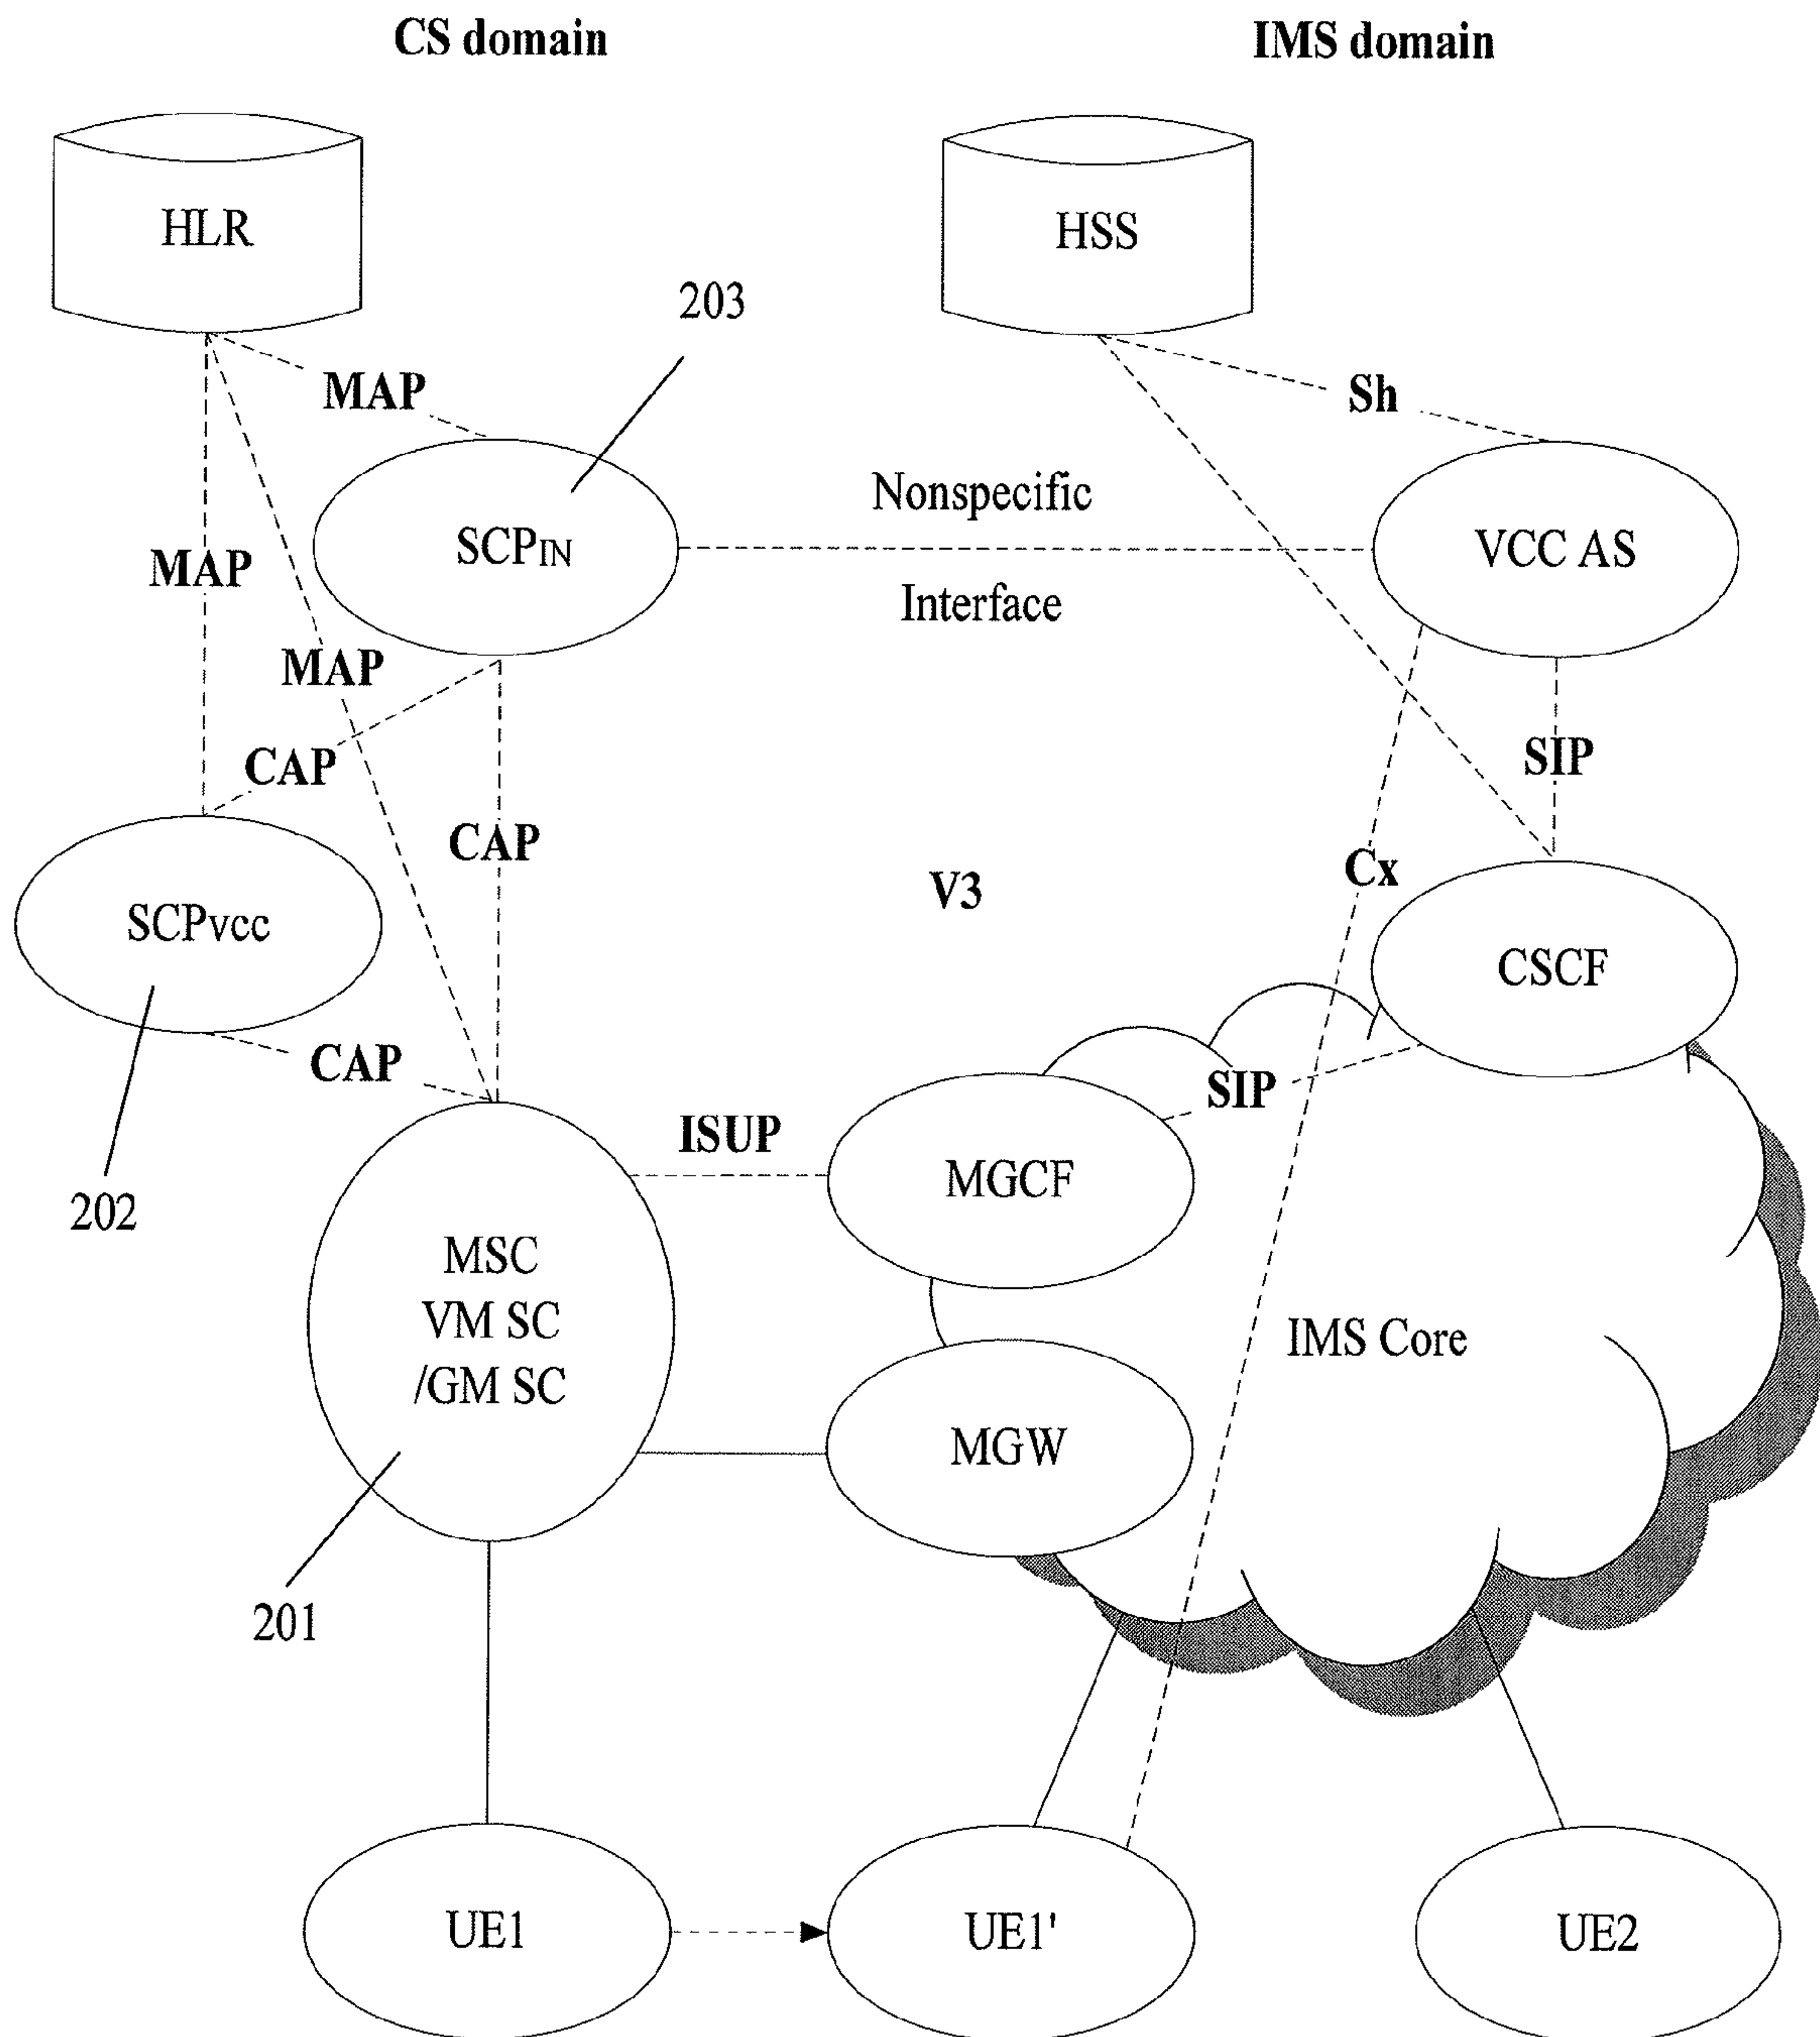 CS domain
IMS domain
HLR
HSS
203
MAP
Sh
SCPIN
Nonspecific
Interface
VCC AS
MAP
MAP
CAP
SIP
CAP
Cx
V3
SCPvcc
CSCF
CAP
SIP
ISUP
MGCF
202
MSC
VM SC
/GM SC
IMS Core
MGW
201
UE1
UE1'
UE2